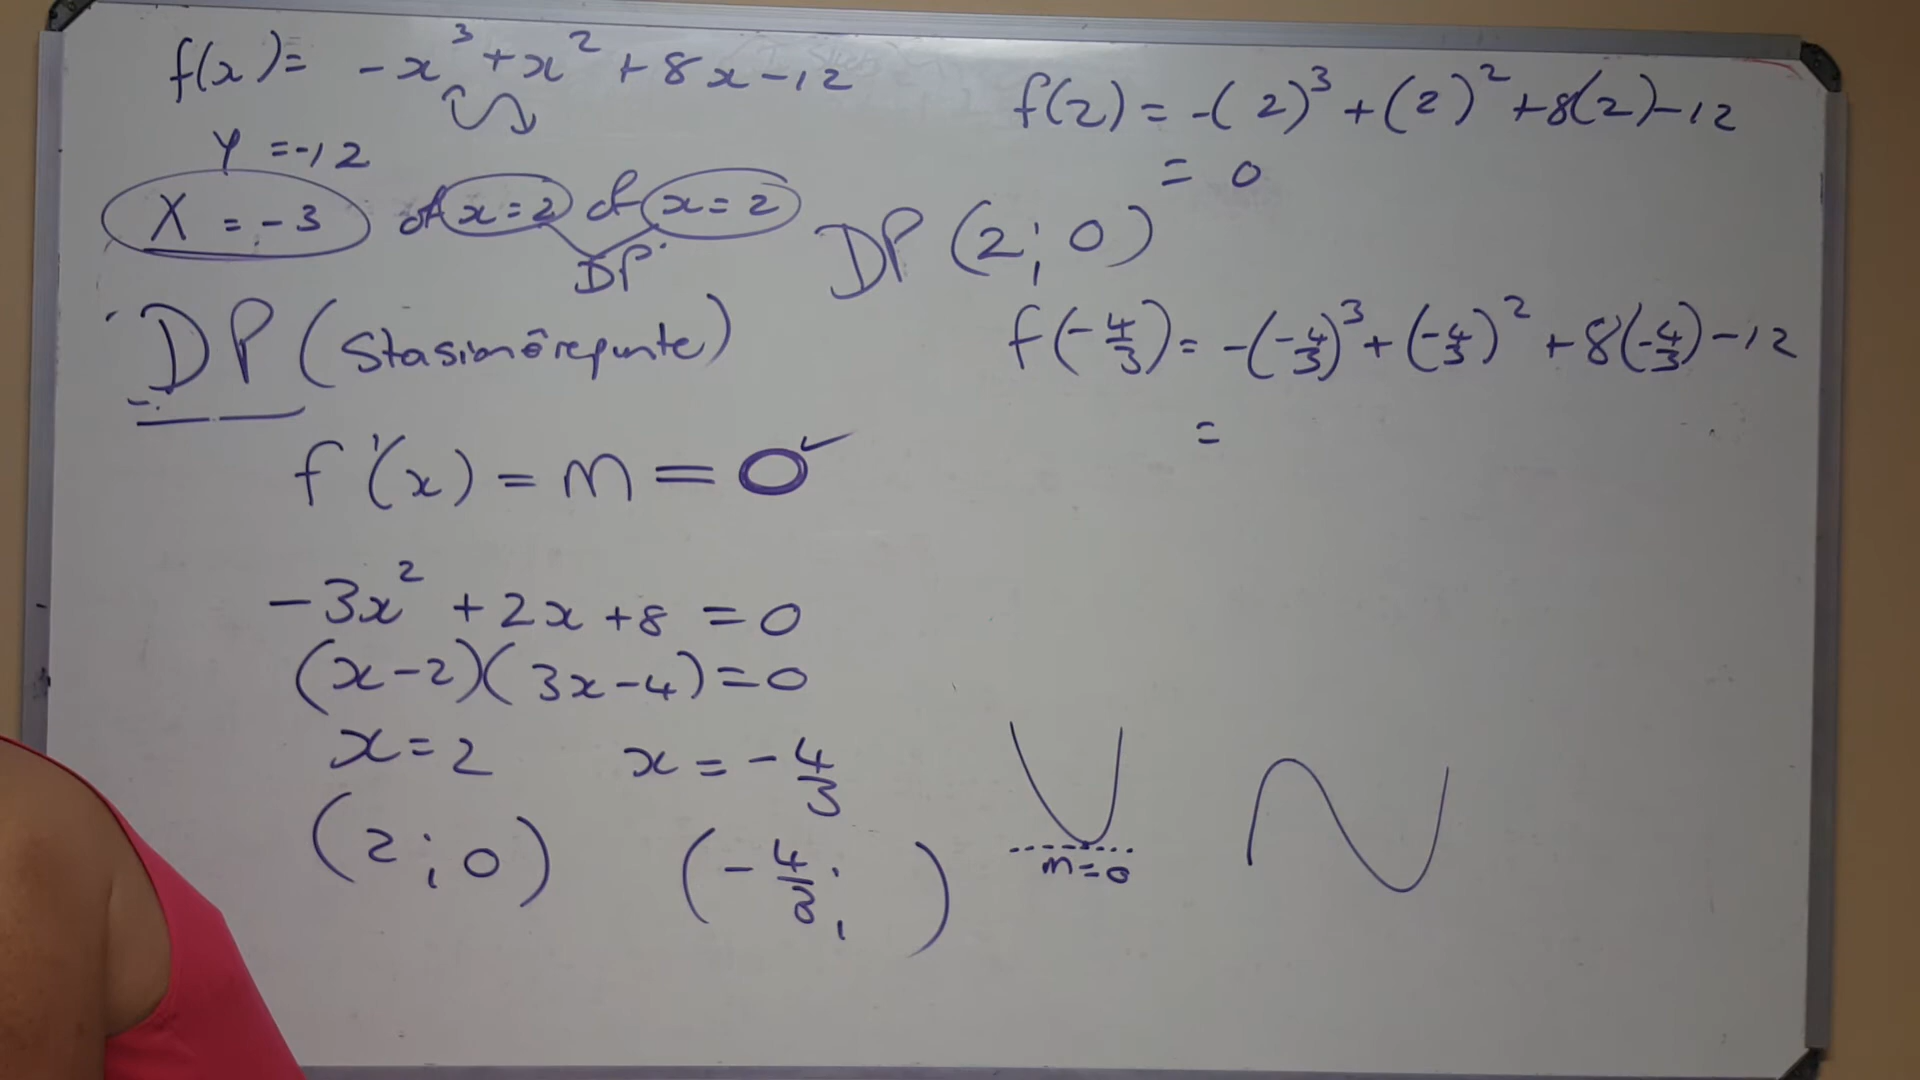 f(x) = -x³ + x² + 8x - 12
Y = -12
X = -3 of x = 2 of x = 2
DP
DP (Stasionêrepunte)
f'(x) = m = 0 ✓
-3x² + 2x + 8 = 0
(x-2)(3x-4) = 0
x = 2 x = -4/3
(2 ; 0) (-4/3 ; )
f(2) = -(2)³ + (2)² + 8(2) - 12
= 0
DP (2 ; 0)
f(-4/3) = -(-4/3)³ + (-4/3)² + 8(-4/3) - 12
=
m = 0